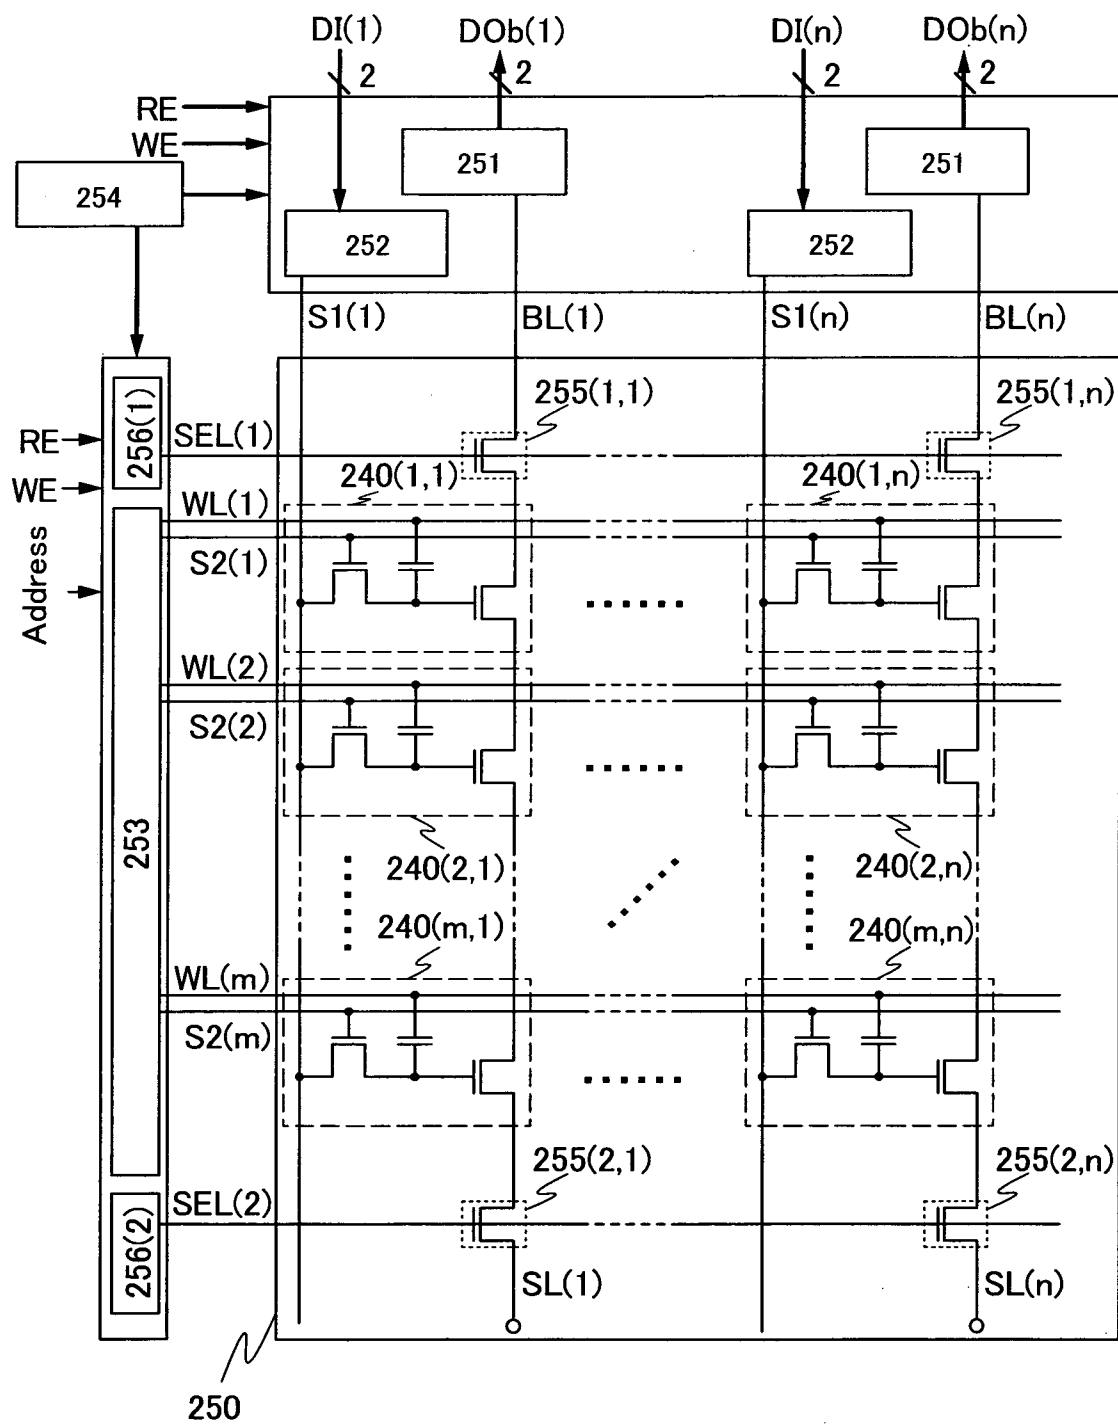 DI(1) DOb(1) DI(n) DOb(n)
2 2 2 2
RE
WE
251 251
254
252 252
S1(1) BL(1) S1(n) BL(n)
256(1)
255(1,1) 255(1,n)
RE
SEL(1)
WE
240(1,1) 240(1,n)
WL(1)
S2(1)
Address
WL(2)
S2(2)
253
240(2,1) 240(2,n)
240(m,1) 240(m,n)
WL(m)
S2(m)
255(2,1) 255(2,n)
SEL(2)
256(2)
SL(1) SL(n)
250